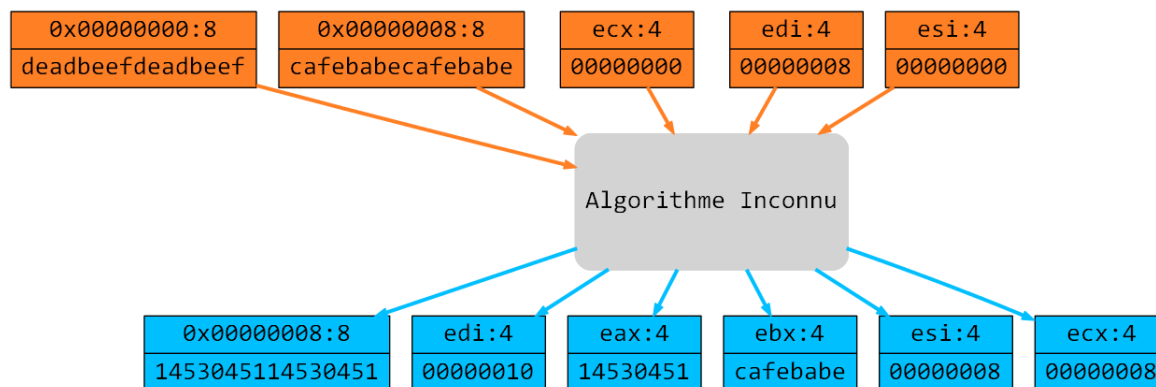 0x00000000:8
deadbeefdeadbeef
0x00000008:8
cafebabecafebabe
ecx:4
00000000
edi:4
00000008
esi:4
00000000
Algorithme Inconnu
0x00000008:8
1453045114530451
edi:4
00000010
eax:4
14530451
ebx:4
cafebabe
esi:4
00000008
ecx:4
00000008